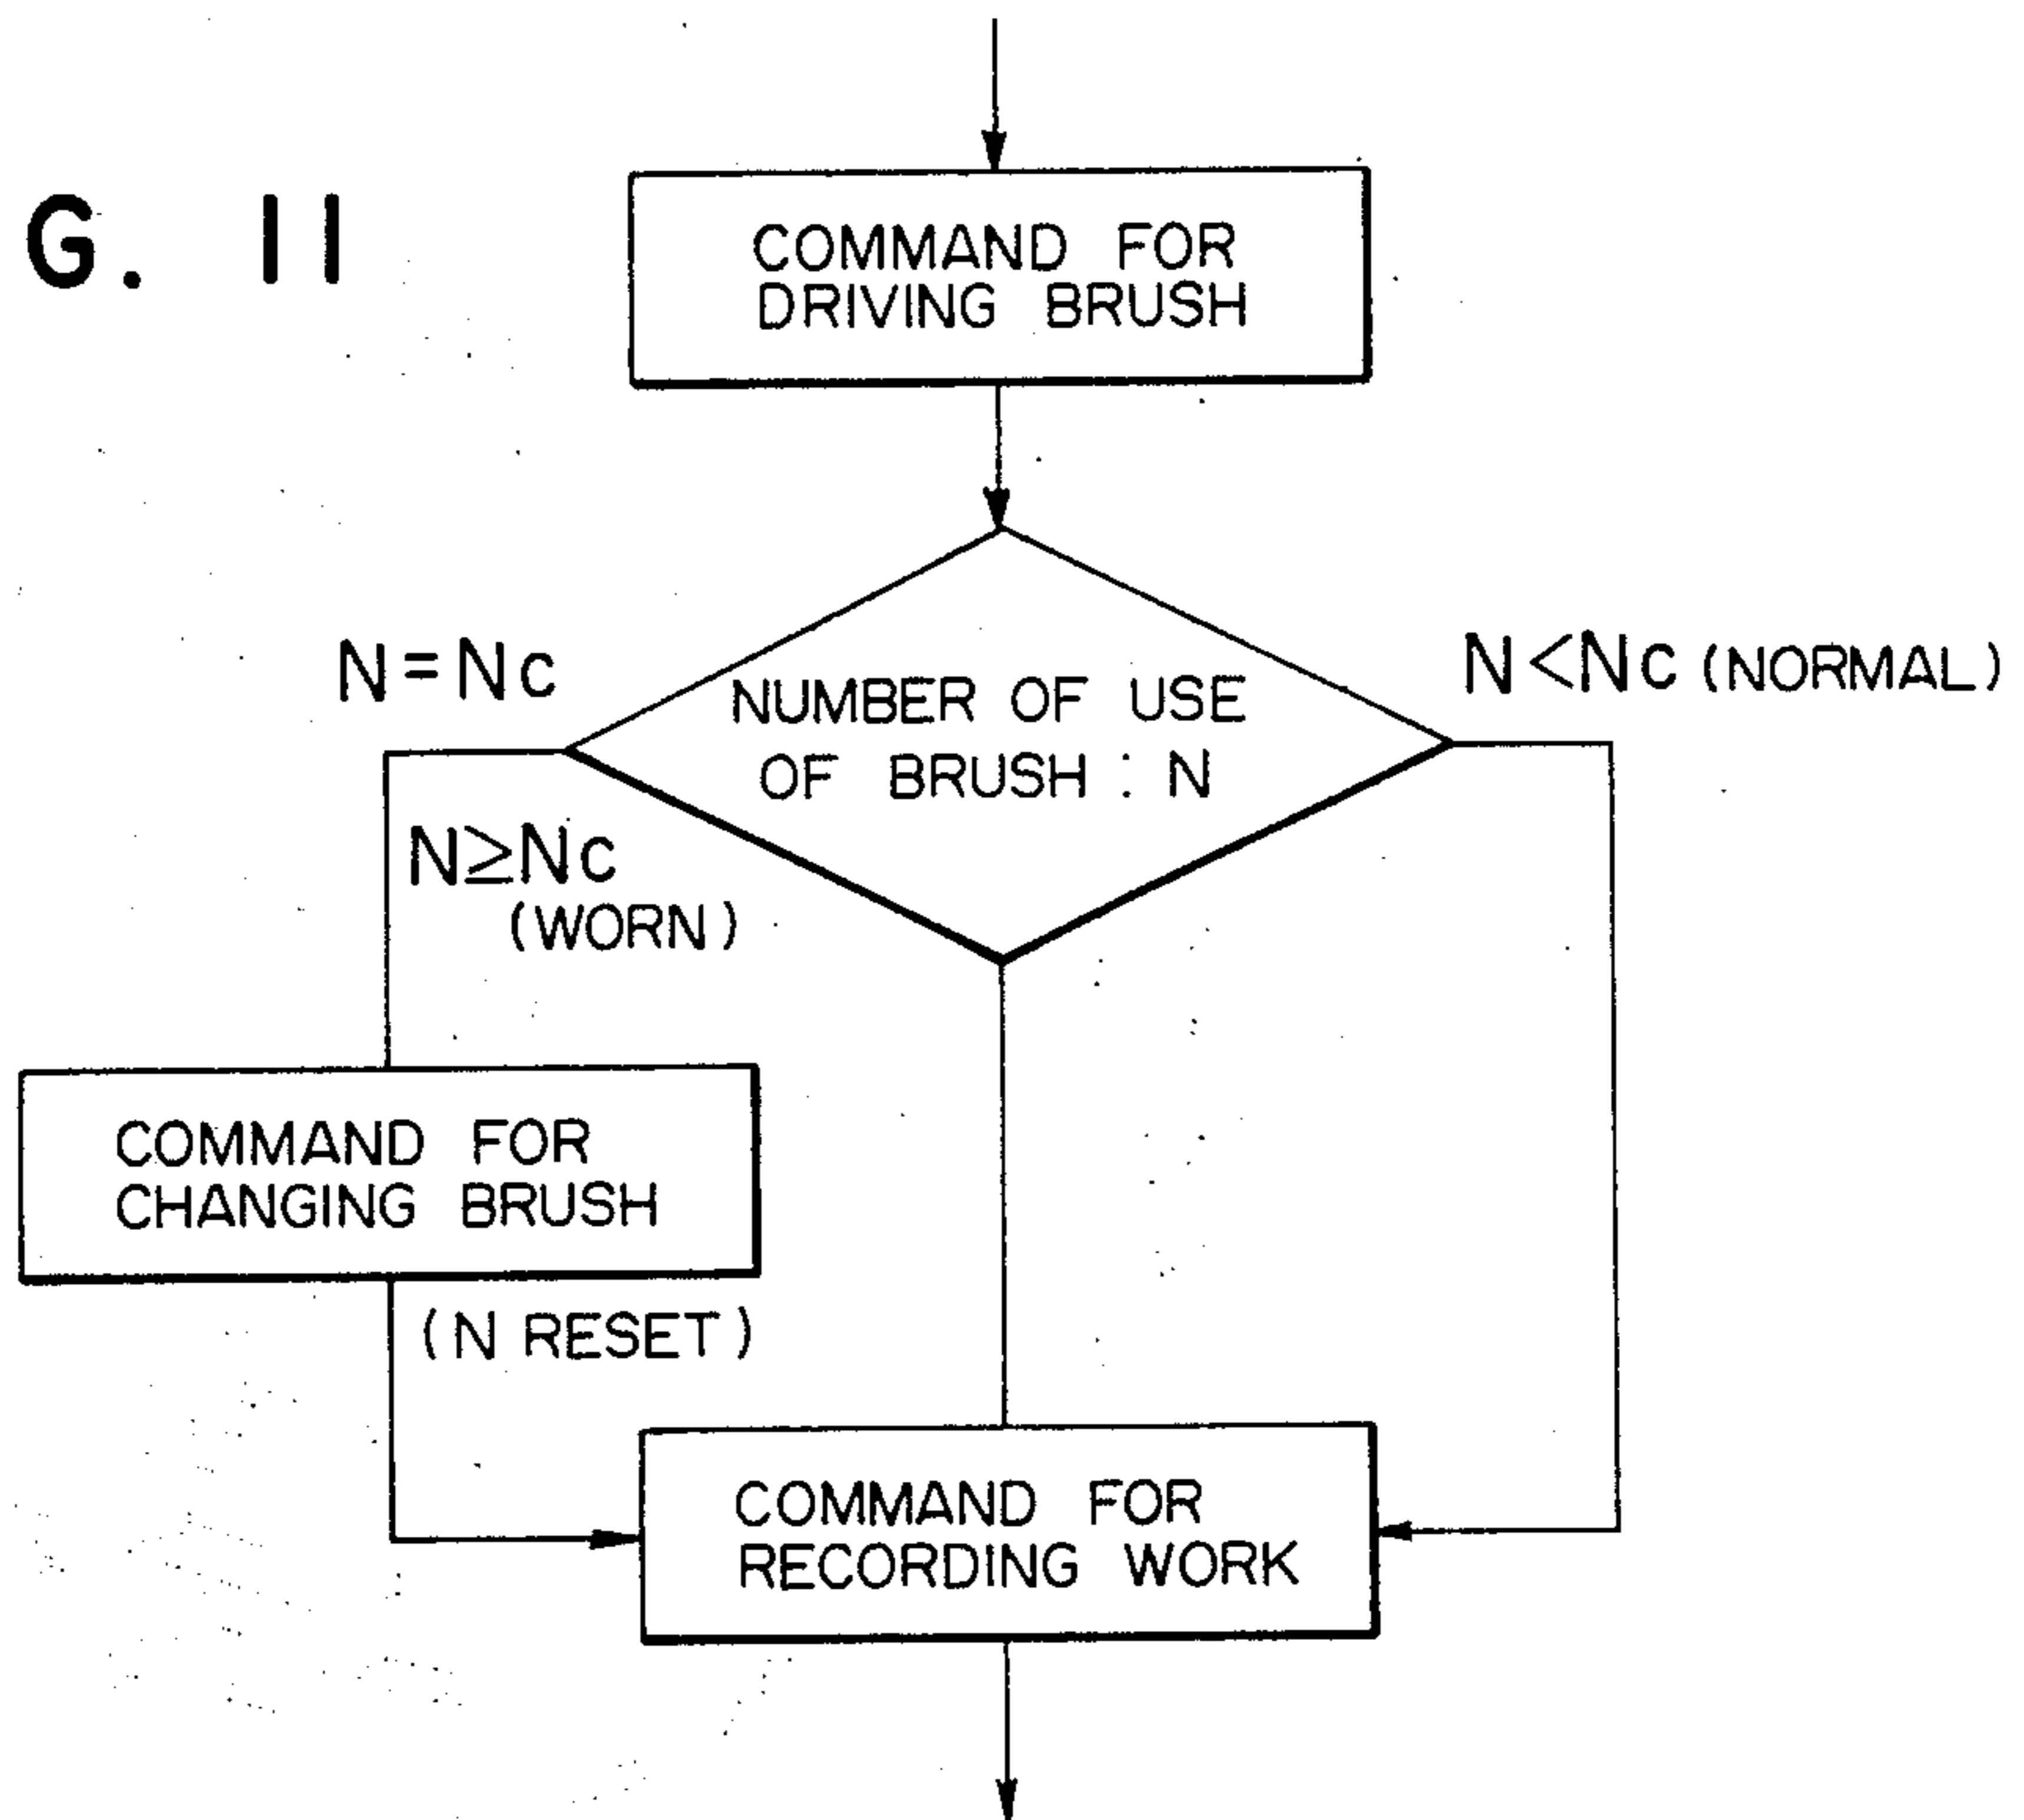 G. 11
COMMAND FOR
DRIVING BRUSH
N=Nc
NUMBER OF USE
OF BRUSH : N
N<Nc (NORMAL)
N≥Nc
(WORN)
COMMAND FOR
CHANGING BRUSH
(N RESET)
COMMAND FOR
RECORDING WORK